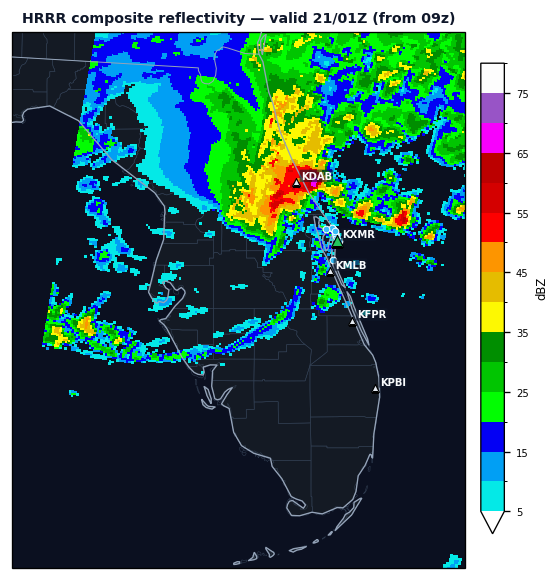 HRRR composite reflectivity — valid 21/01Z (from 09z)
KDAB
KXMR
KMLB
KFPR
KPBI
75
65
55
45
35
25
15
5
dBZ